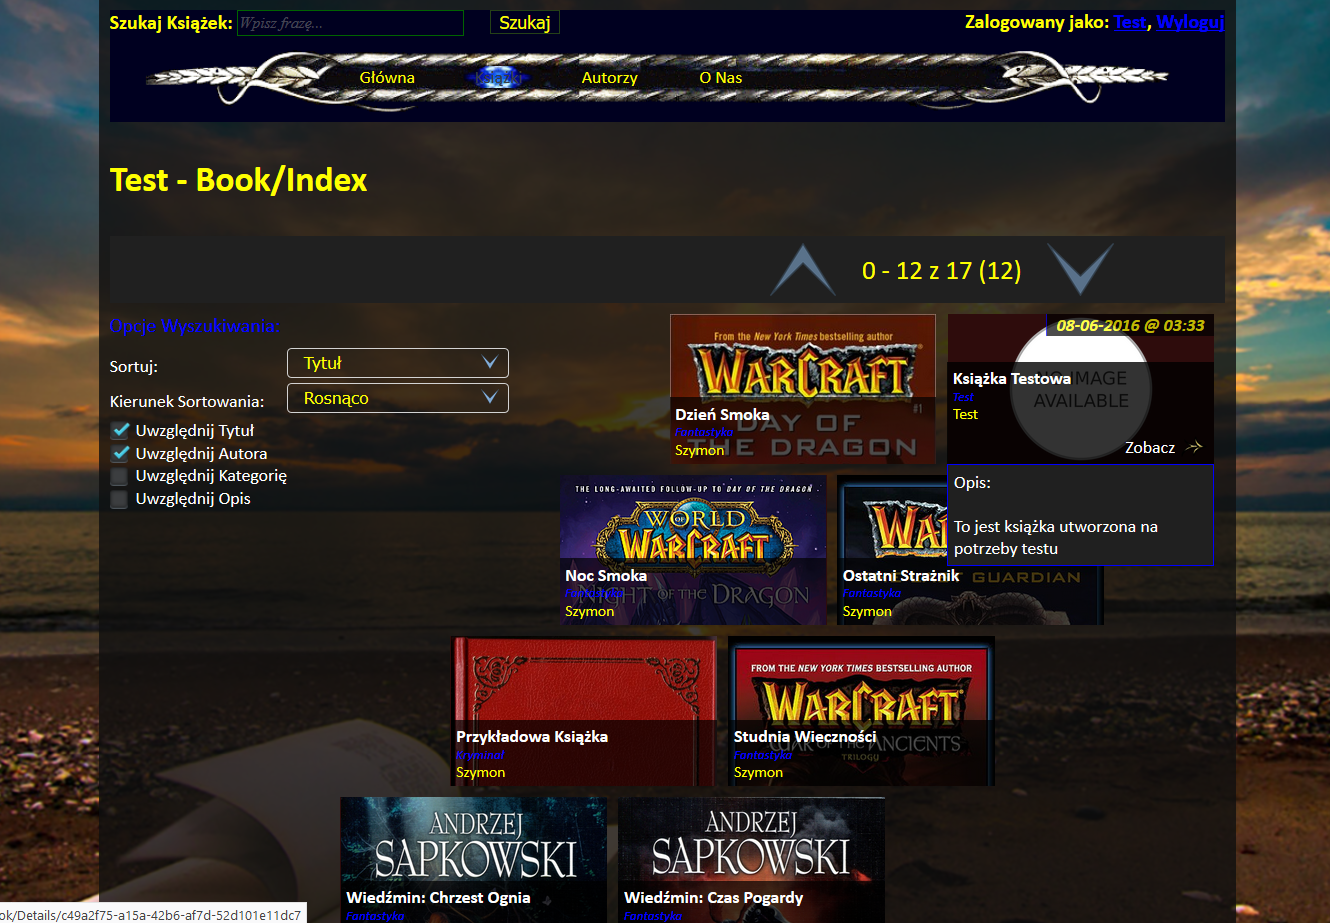 Szukaj Książek: Wpisz frazę... Szukaj
Zalogowany jako: Test, Wyloguj
Główna Książki Autorzy O Nas
Test - Book/Index
0 - 12 z 17 (12)
Opcje Wyszukiwania:
Sortuj: Tytuł
Kierunek Sortowania: Rosnąco
Uwzględnij Tytuł
Uwzględnij Autora
Uwzględnij Kategorię
Uwzględnij Opis
From the New York Times bestselling author
WARCRAFT
#1
DAY OF
THE DRAGON
Dzień Smoka
Fantastyka
Szymon
08-06-2016 @ 03:33
NO IMAGE
AVAILABLE
Książka Testowa
Test
Test
Zobacz
Opis:
To jest książka utworzona na
potrzeby testu
THE LONG-AWAITED FOLLOW-UP TO DAY OF THE DRAGON
WORLD
OF
WARCRAFT
NIGHT OF THE DRAGON
Noc Smoka
Fantastyka
Szymon
GUARDIAN
Ostatni Strażnik
Fantastyka
Szymon
Przykładowa Książka
Kryminał
Szymon
FROM THE NEW YORK TIMES BESTSELLING AUTHOR
WARCRAFT
WAR OF THE ANCIENTS
TRILOGY
Studnia Wieczności
Fantastyka
Szymon
ANDRZEJ
SAPKOWSKI
Wiedźmin: Chrzest Ognia
Fantastyka
ANDRZEJ
SAPKOWSKI
Wiedźmin: Czas Pogardy
Fantastyka
ok/Details/c49a2f75-a15a-42b6-af7d-52d101e11dc7